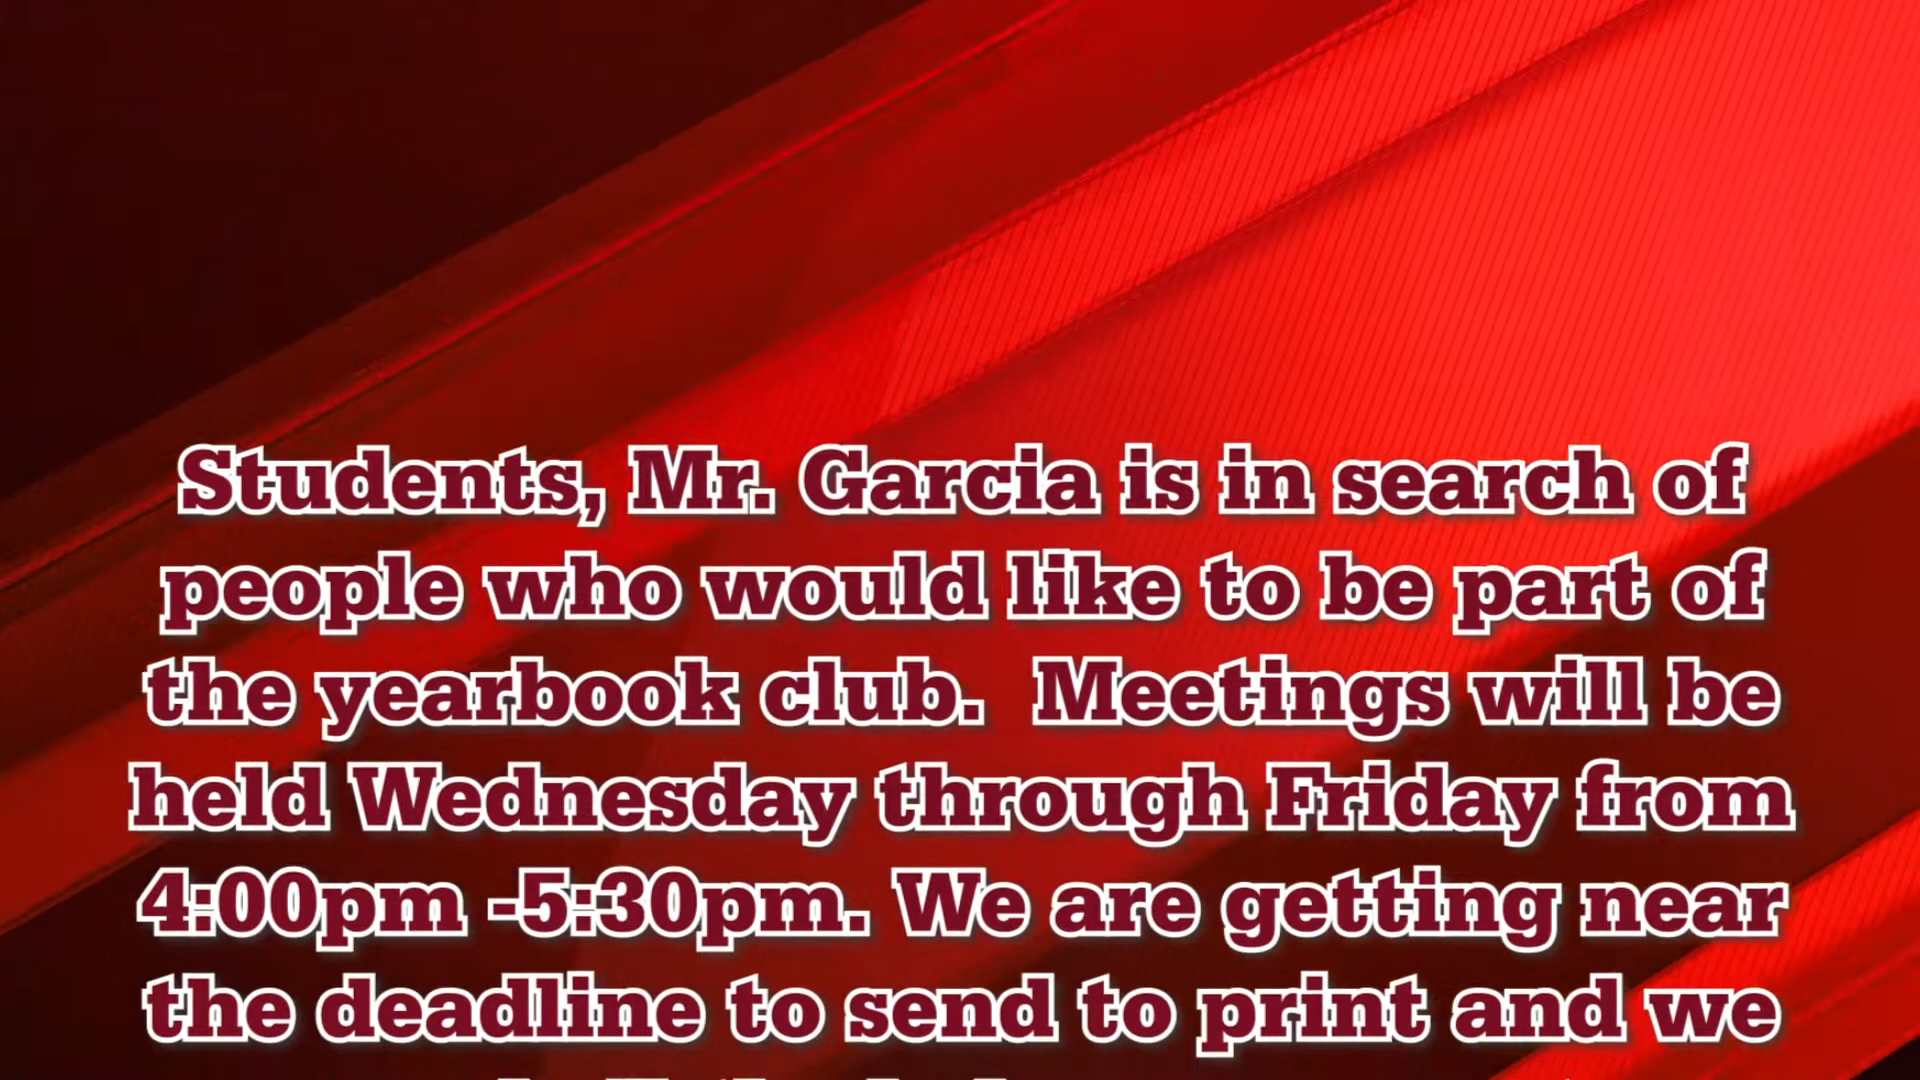 Students, Mr. Garcia is in search of
people who would like to be part of
the yearbook club.  Meetings will be
held Wednesday through Friday from
4:00pm -5:30pm. We are getting near
the deadline to send to print and we